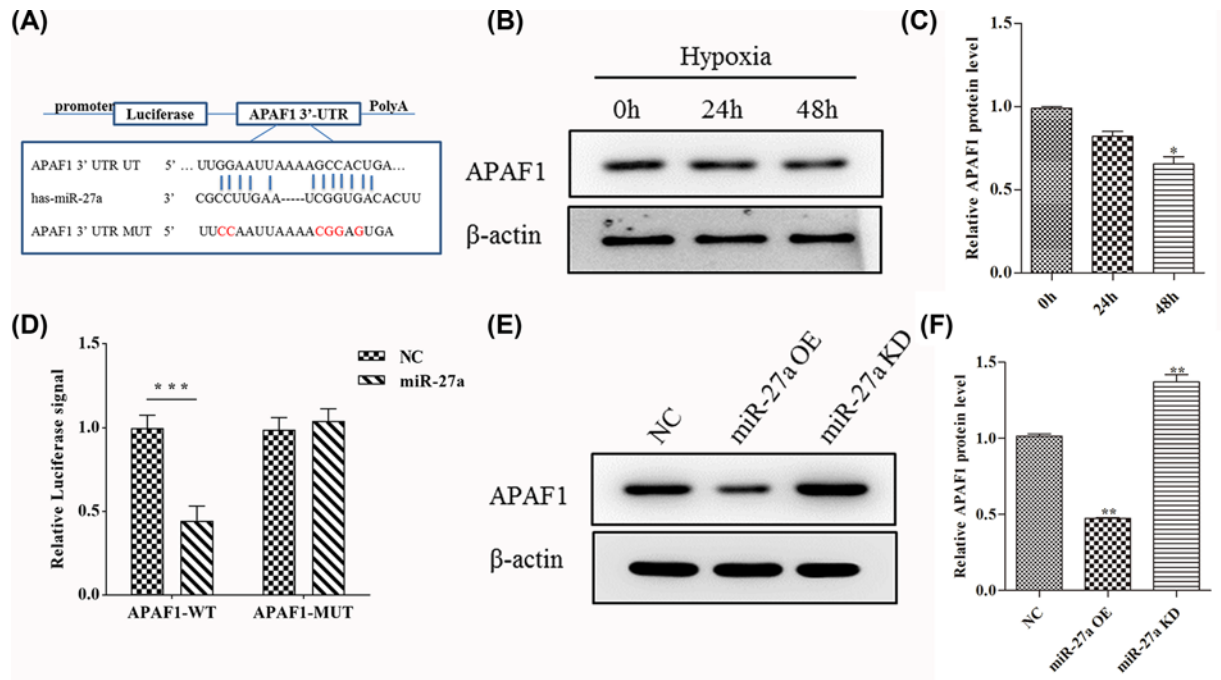 (A)
promoter Luciferase APAF1 3’-UTR PolyA
APAF1 3’ UTR UT 5’ ... UUGGAAUUAAAAGCCACUGA...
has-miR-27a 3’ CGCCUUGAA-----UCGGUGACACUU
APAF1 3’ UTR MUT 5’ UUCCAAUUAAAACGGAGUGA
(B)
Hypoxia
0h 24h 48h
APAF1
β-actin
(C)
Relative APAF1 protein level
1.5
1.0
0.5
0.0
*
0h 24h 48h
(D)
Relative Luciferase signal
1.5
1.0
0.5
0.0
***
NC
miR-27a
APAF1-WT APAF1-MUT
(E)
NC miR-27a OE miR-27a KD
APAF1
β-actin
(F)
Relative APAF1 protein level
1.5
1.0
0.5
0.0
**
**
NC miR-27a OE miR-27a KD